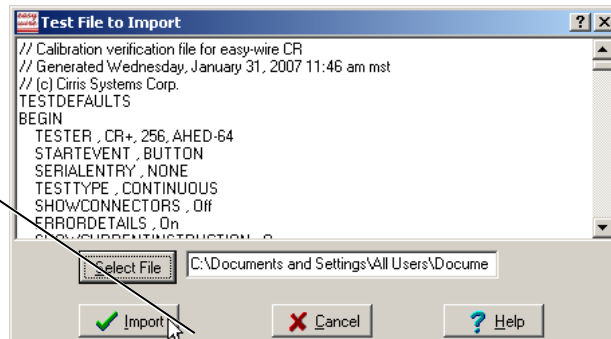 easy wire Test File to Import
// Calibration verification file for easy-wire CR
// Generated Wednesday, January 31, 2007 11:46 am mst
// (c) Cirris Systems Corp.
TESTDEFAULTS
BEGIN
TESTER , CR+, 256, AHED-64
STARTEVENT , BUTTON
SERIALENTRY , NONE
TESTTYPE , CONTINUOUS
SHOWCONNECTORS , Off
ERRORDETAILS , On
Select File C:\Documents and Settings\All Users\Docume
Import Cancel ? Help